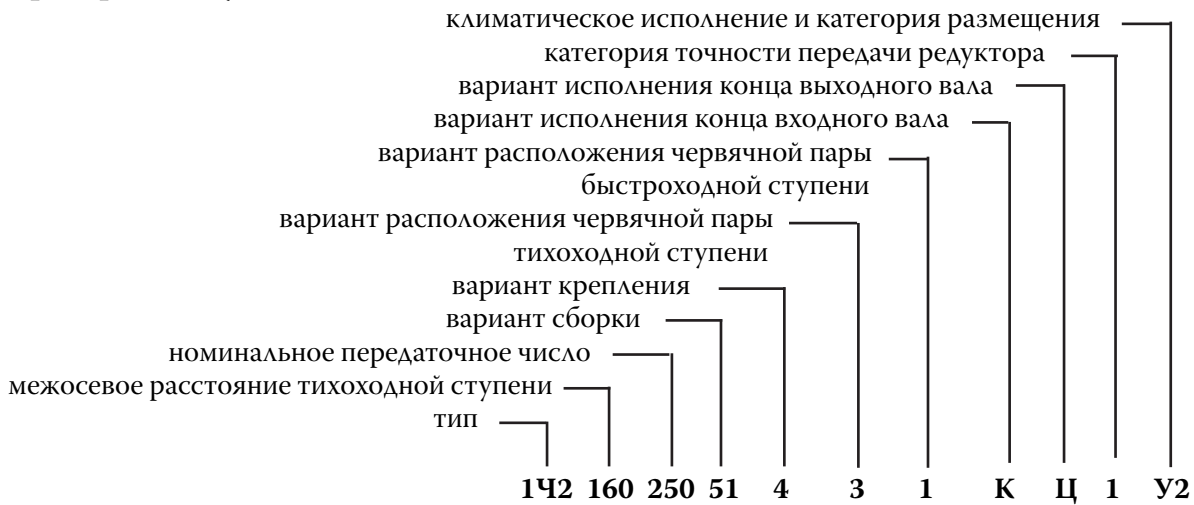 климатическое исполнение и категория размещения
категория точности передачи редуктора
вариант исполнения конца выходного вала
вариант исполнения конца входного вала
вариант расположения червячной пары
быстроходной ступени
вариант расположения червячной пары
тихоходной ступени
вариант крепления
вариант сборки
номинальное передаточное число
межосевое расстояние тихоходной ступени
тип
1Ч2 160 250 51 4 3 1 К Ц 1 У2